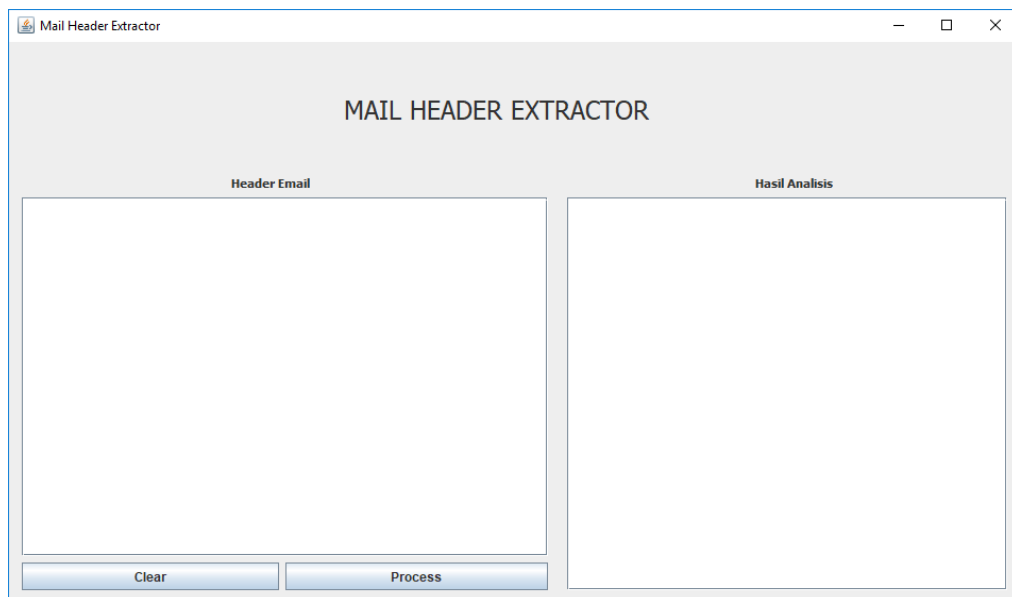 Mail Header Extractor
MAIL HEADER EXTRACTOR
Header Email
Hasil Analisis
Clear
Process